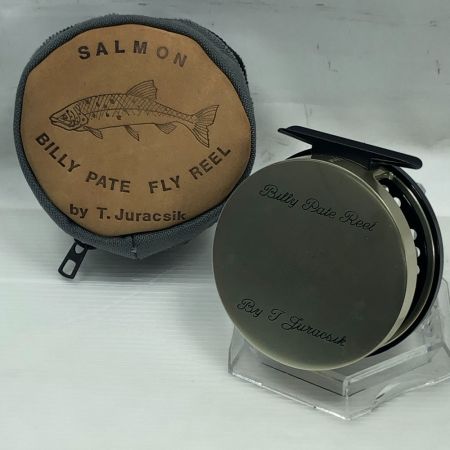 SALMON
BILLY PATE FLY REEL
by T. Juracsik
Billy Pate Reel
By T Juracsik